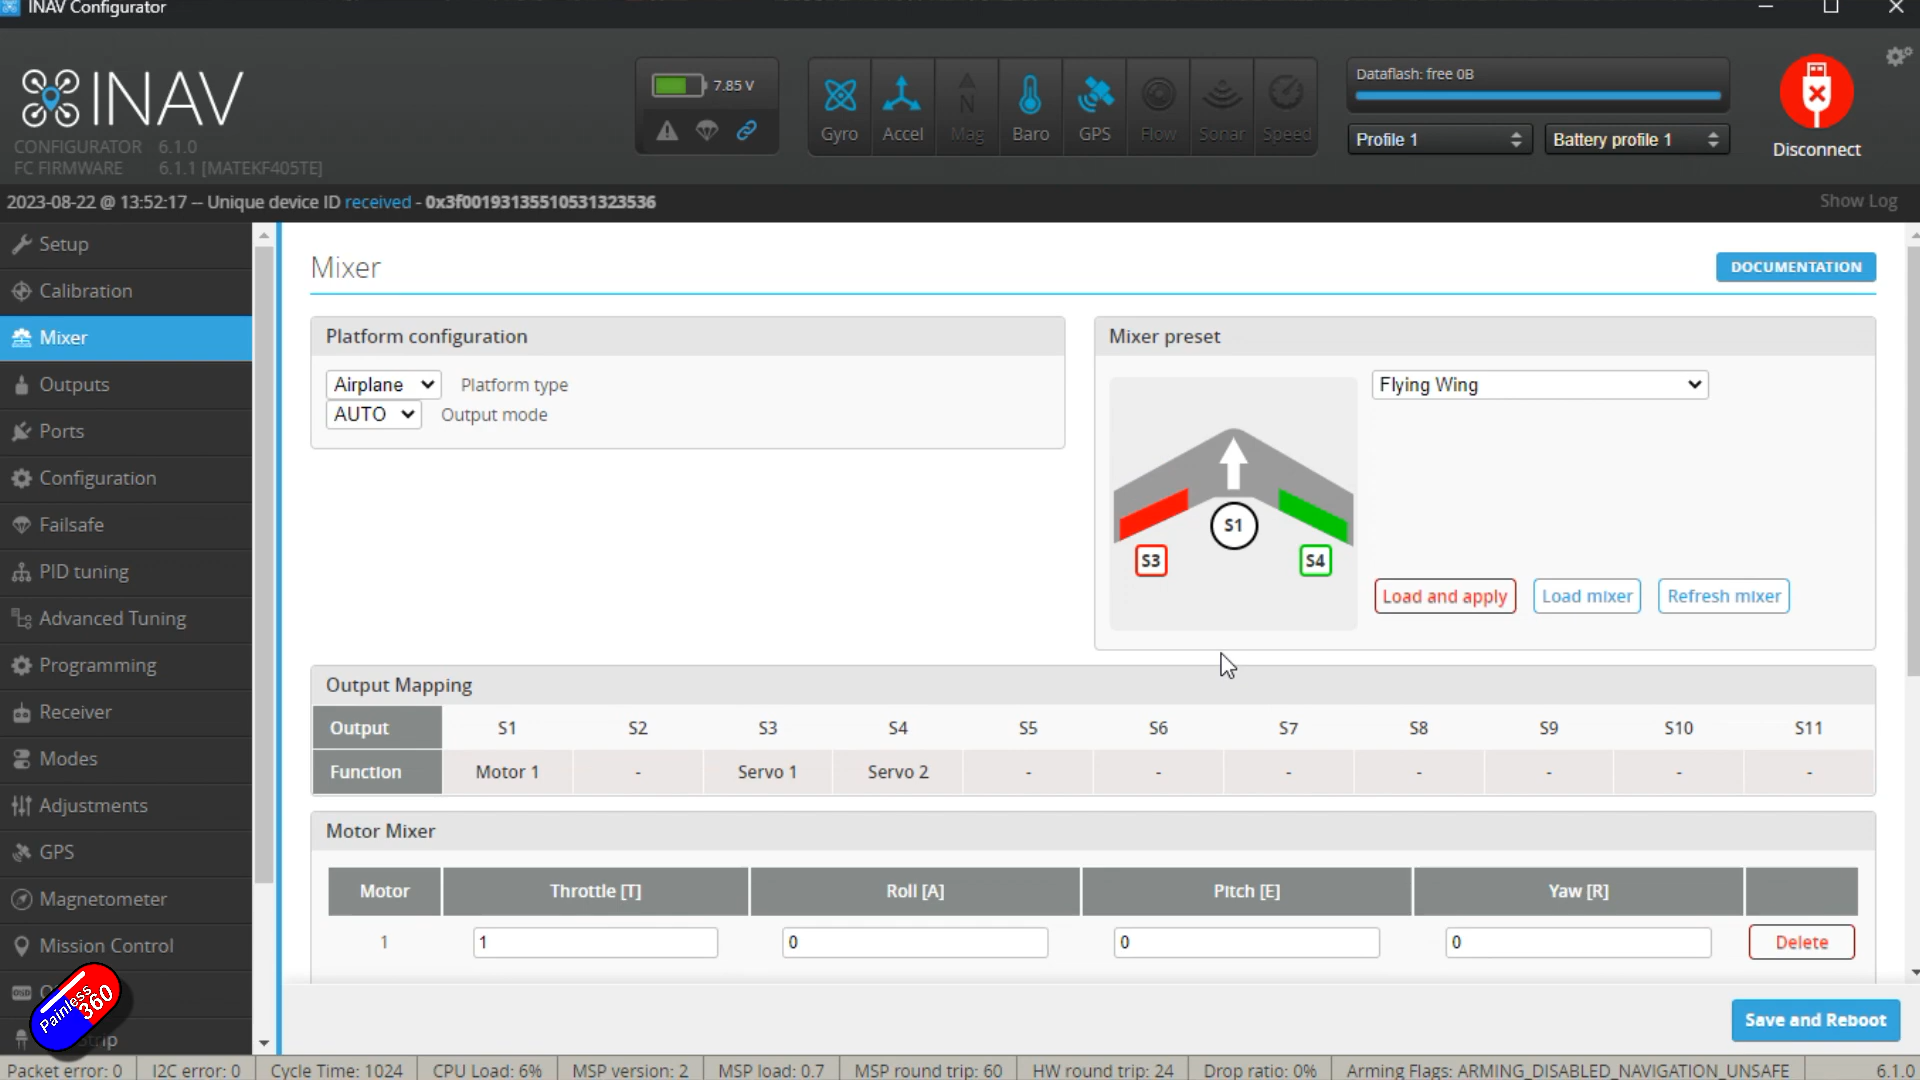 INAV Configurator
INAV
CONFIGURATOR 6.1.0
FC FIRMWARE 6.1.1 [MATEKF405TE]
7.85 V
Gyro
Accel
Mag
Baro
GPS
Flow
Sonar
Speed
Dataflash: free 0B
Profile 1
Battery profile 1
Disconnect
2023-08-22 @ 13:52:17 -- Unique device ID received - 0x3f00193135510531323536
Show Log
Setup
Calibration
Mixer
Outputs
Ports
Configuration
Failsafe
PID tuning
Advanced Tuning
Programming
Receiver
Modes
Adjustments
GPS
Magnetometer
Mission Control
Painless
360
Mixer
DOCUMENTATION
Platform configuration
Airplane Platform type
AUTO Output mode
Mixer preset
Flying Wing
S1
S3
S4
Load and apply
Load mixer
Refresh mixer
Output Mapping
Output S1 S2 S3 S4 S5 S6 S7 S8 S9 S10 S11
Function Motor 1 - Servo 1 Servo 2 - - - - - - -
Motor Mixer
Motor Throttle [T] Roll [A] Pitch [E] Yaw [R]
1 1 0 0 0 Delete
Save and Reboot
Packet error: 0 I2C error: 0 Cycle Time: 1024 CPU Load: 6% MSP version: 2 MSP load: 0.7 MSP round trip: 60 HW round trip: 24 Drop ratio: 0% Arming Flags: ARMING_DISABLED_NAVIGATION_UNSAFE 6.1.0